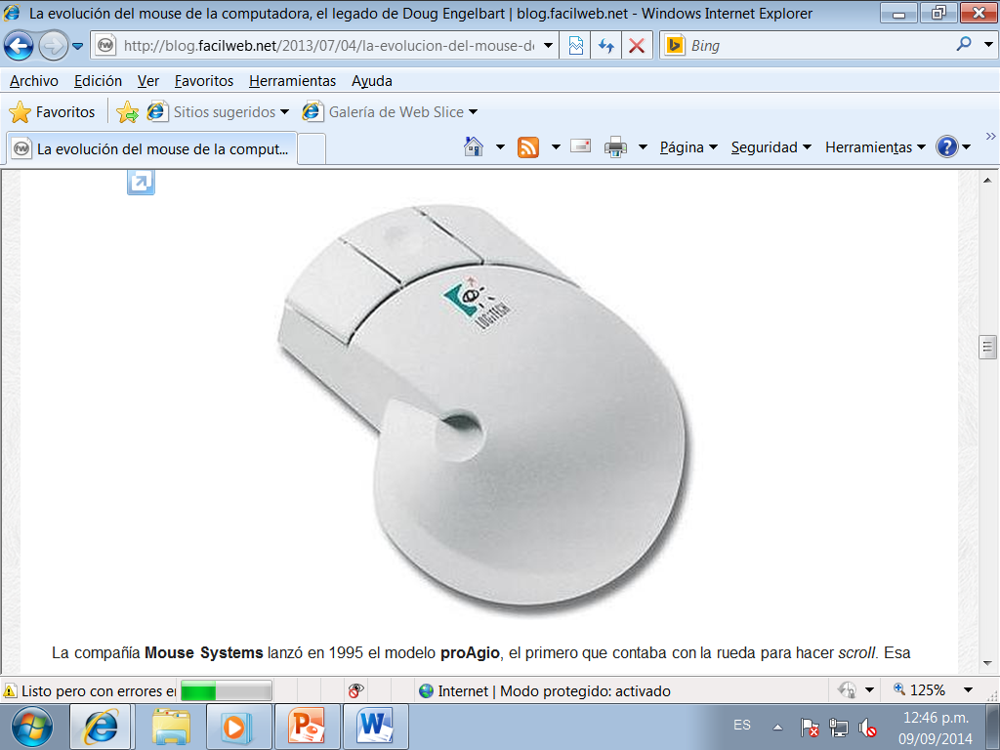 La evolución del mouse de la computadora, el legado de Doug Engelbart | blog.facilweb.net - Windows Internet Explorer
http://blog.facilweb.net/2013/07/04/la-evolucion-del-mouse-de
Bing
Archivo Edición Ver Favoritos Herramientas Ayuda
Favoritos Sitios sugeridos Galería de Web Slice
fw La evolución del mouse de la comput... Página Seguridad Herramientas
LOGITECH
La compañía Mouse Systems lanzó en 1995 el modelo proAgio, el primero que contaba con la rueda para hacer scroll. Esa
Listo pero con errores en Internet | Modo protegido: activado 125%
ES 12:46 p.m.
09/09/2014